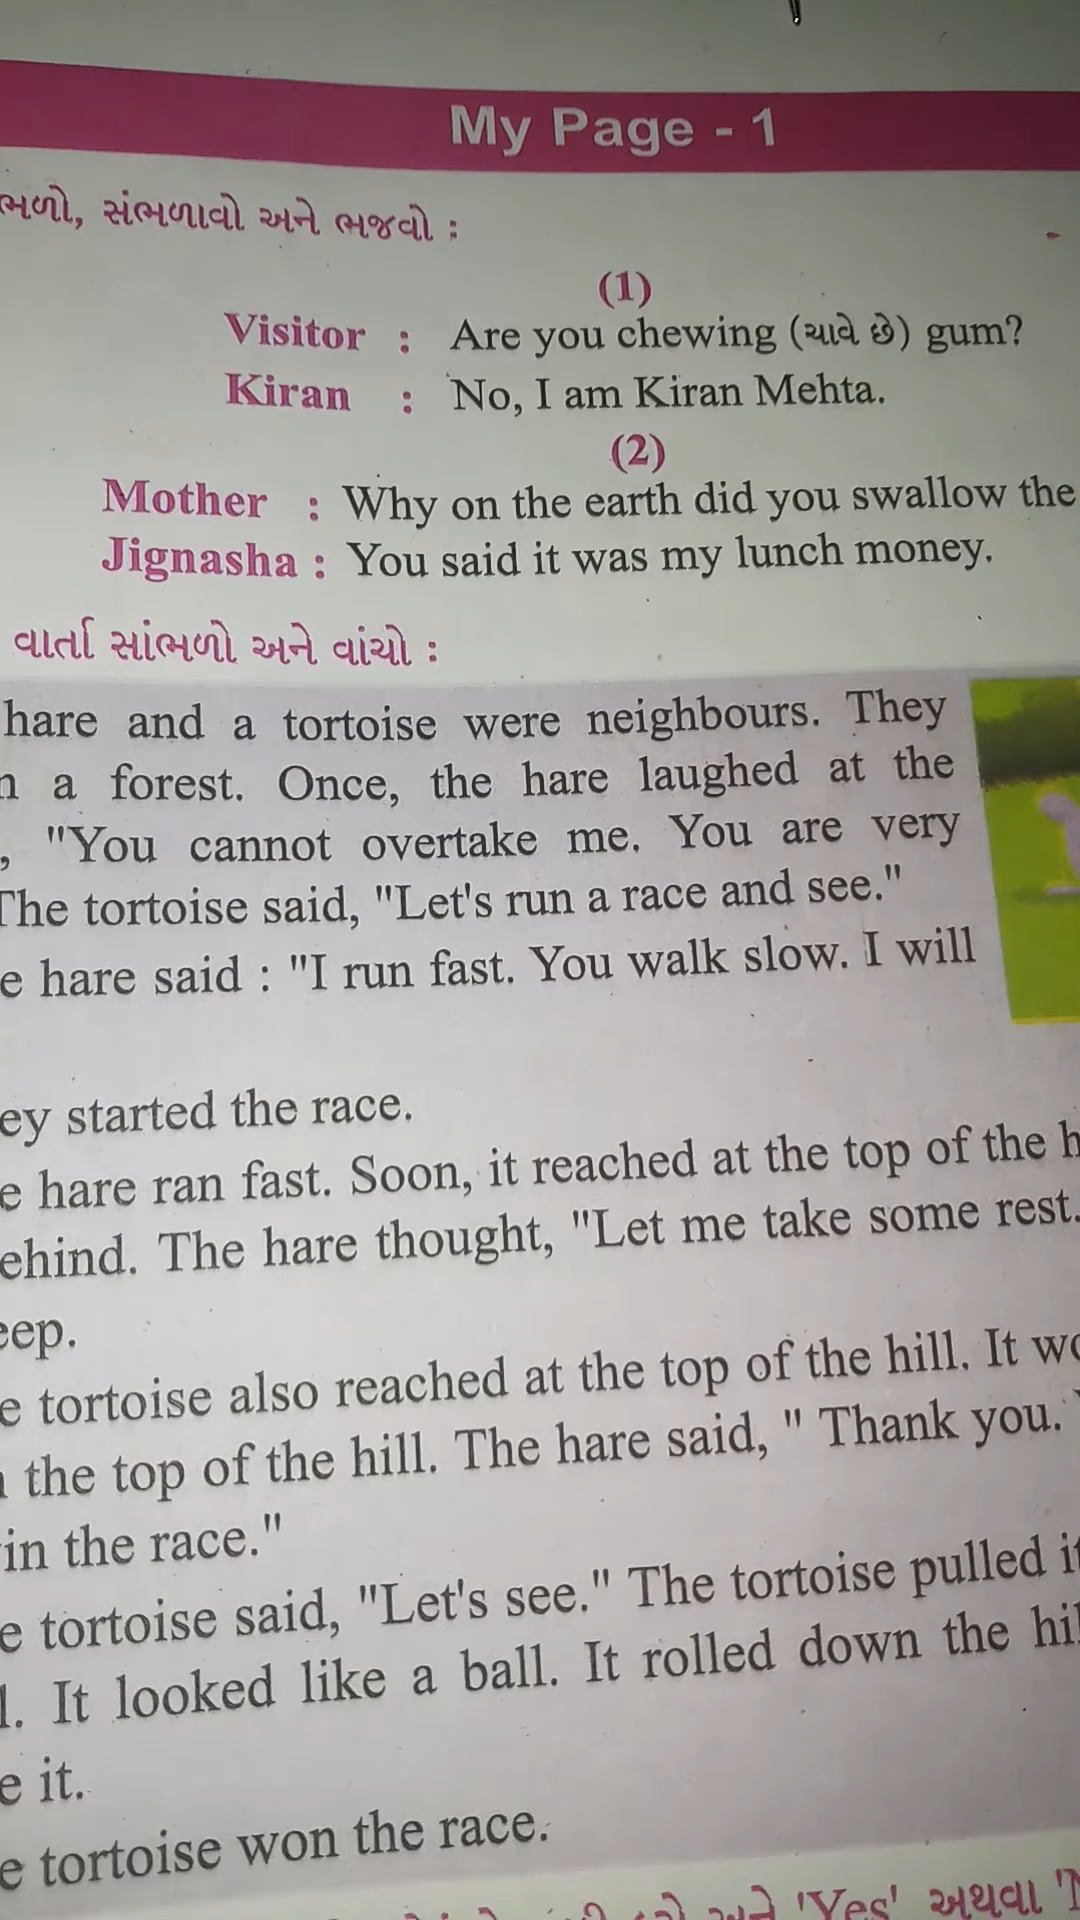 My Page - 1
સંભળાવો અને ભજવો :
(1)
Visitor : Are you chewing (ચાવે છે) gum?
Kiran : No, I am Kiran Mehta.
(2)
Mother : Why on the earth did you swallow the
Jignasha : You said it was my lunch money.
વાર્તા સાંભળો અને વાંચો :
hare and a tortoise were neighbours. They
a forest. Once, the hare laughed at the
, "You cannot overtake me. You are very
The tortoise said, "Let's run a race and see."
hare said : "I run fast. You walk slow. I will
started the race.
hare ran fast. Soon, it reached at the top of the
The hare thought, "Let me take some rest.
tortoise also reached at the top of the hill. It
the top of the hill. The hare said, " Thank you.
the race."
tortoise said, "Let's see." The tortoise pulled
It looked like a ball. It rolled down the
it.
tortoise won the race.
અને 'Yes' અથવા